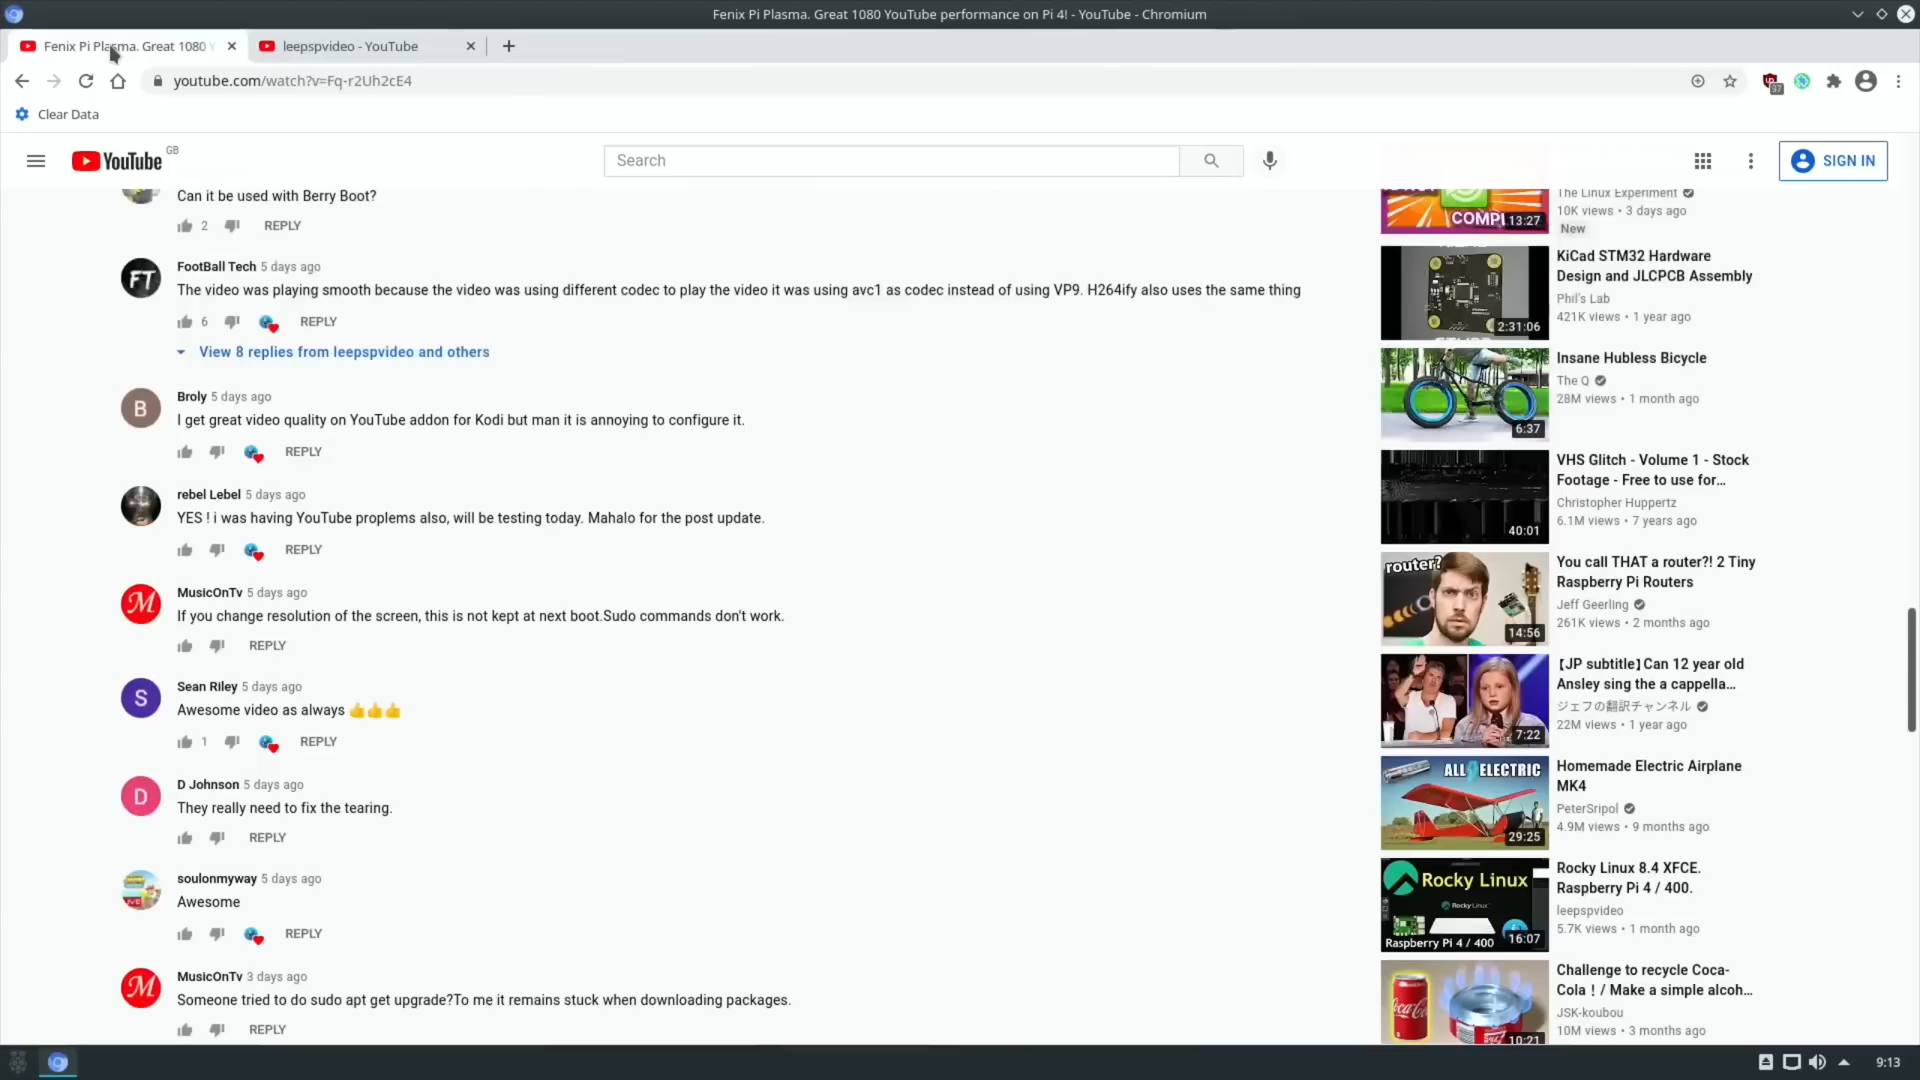 Fenix Pi Plasma. Great 1080 YouTube performance on Pi 4! - YouTube - Chromium
Fenix Pi Plasma. Great 1080 Y
leepspvideo - YouTube
youtube.com/watch?v=Fq-r2Uh2cE4
37
Clear Data
YouTube GB
Search
SIGN IN
Can it be used with Berry Boot?
2 REPLY
FT
FootBall Tech 5 days ago
The video was playing smooth because the video was using different codec to play the video it was using avc1 as codec instead of using VP9. H264ify also uses the same thing
6 REPLY
View 8 replies from leepspvideo and others
B
Broly 5 days ago
I get great video quality on YouTube addon for Kodi but man it is annoying to configure it.
REPLY
rebel Lebel 5 days ago
YES ! i was having YouTube proplems also, will be testing today. Mahalo for the post update.
REPLY
M
MusicOnTv 5 days ago
If you change resolution of the screen, this is not kept at next boot.Sudo commands don't work.
REPLY
S
Sean Riley 5 days ago
Awesome video as always 👍👍👍
1 REPLY
D
D Johnson 5 days ago
They really need to fix the tearing.
REPLY
soulonmyway 5 days ago
Awesome
REPLY
M
MusicOnTv 3 days ago
Someone tried to do sudo apt get upgrade?To me it remains stuck when downloading packages.
REPLY
13:27
The Linux Experiment
10K views • 3 days ago
New
2:31:06
KiCad STM32 Hardware
Design and JLCPCB Assembly
Phil's Lab
421K views • 1 year ago
6:37
Insane Hubless Bicycle
The Q
28M views • 1 month ago
40:01
VHS Glitch - Volume 1 - Stock
Footage - Free to use for...
Christopher Huppertz
6.1M views • 7 years ago
router?
14:56
You call THAT a router?! 2 Tiny
Raspberry Pi Routers
Jeff Geerling
261K views • 2 months ago
7:22
【JP subtitle】Can 12 year old
Ansley sing the a cappella...
ジェフの翻訳チャンネル
22M views • 1 year ago
ALL ELECTRIC
29:25
Homemade Electric Airplane
MK4
PeterSripol
4.9M views • 9 months ago
Rocky Linux
Rocky Linux
Raspberry Pi 4 / 400
16:07
Rocky Linux 8.4 XFCE.
Raspberry Pi 4 / 400.
leepspvideo
5.7K views • 1 month ago
10:21
Challenge to recycle Coca-
Cola ! / Make a simple alcoh...
JSK-koubou
10M views • 3 months ago
9:13